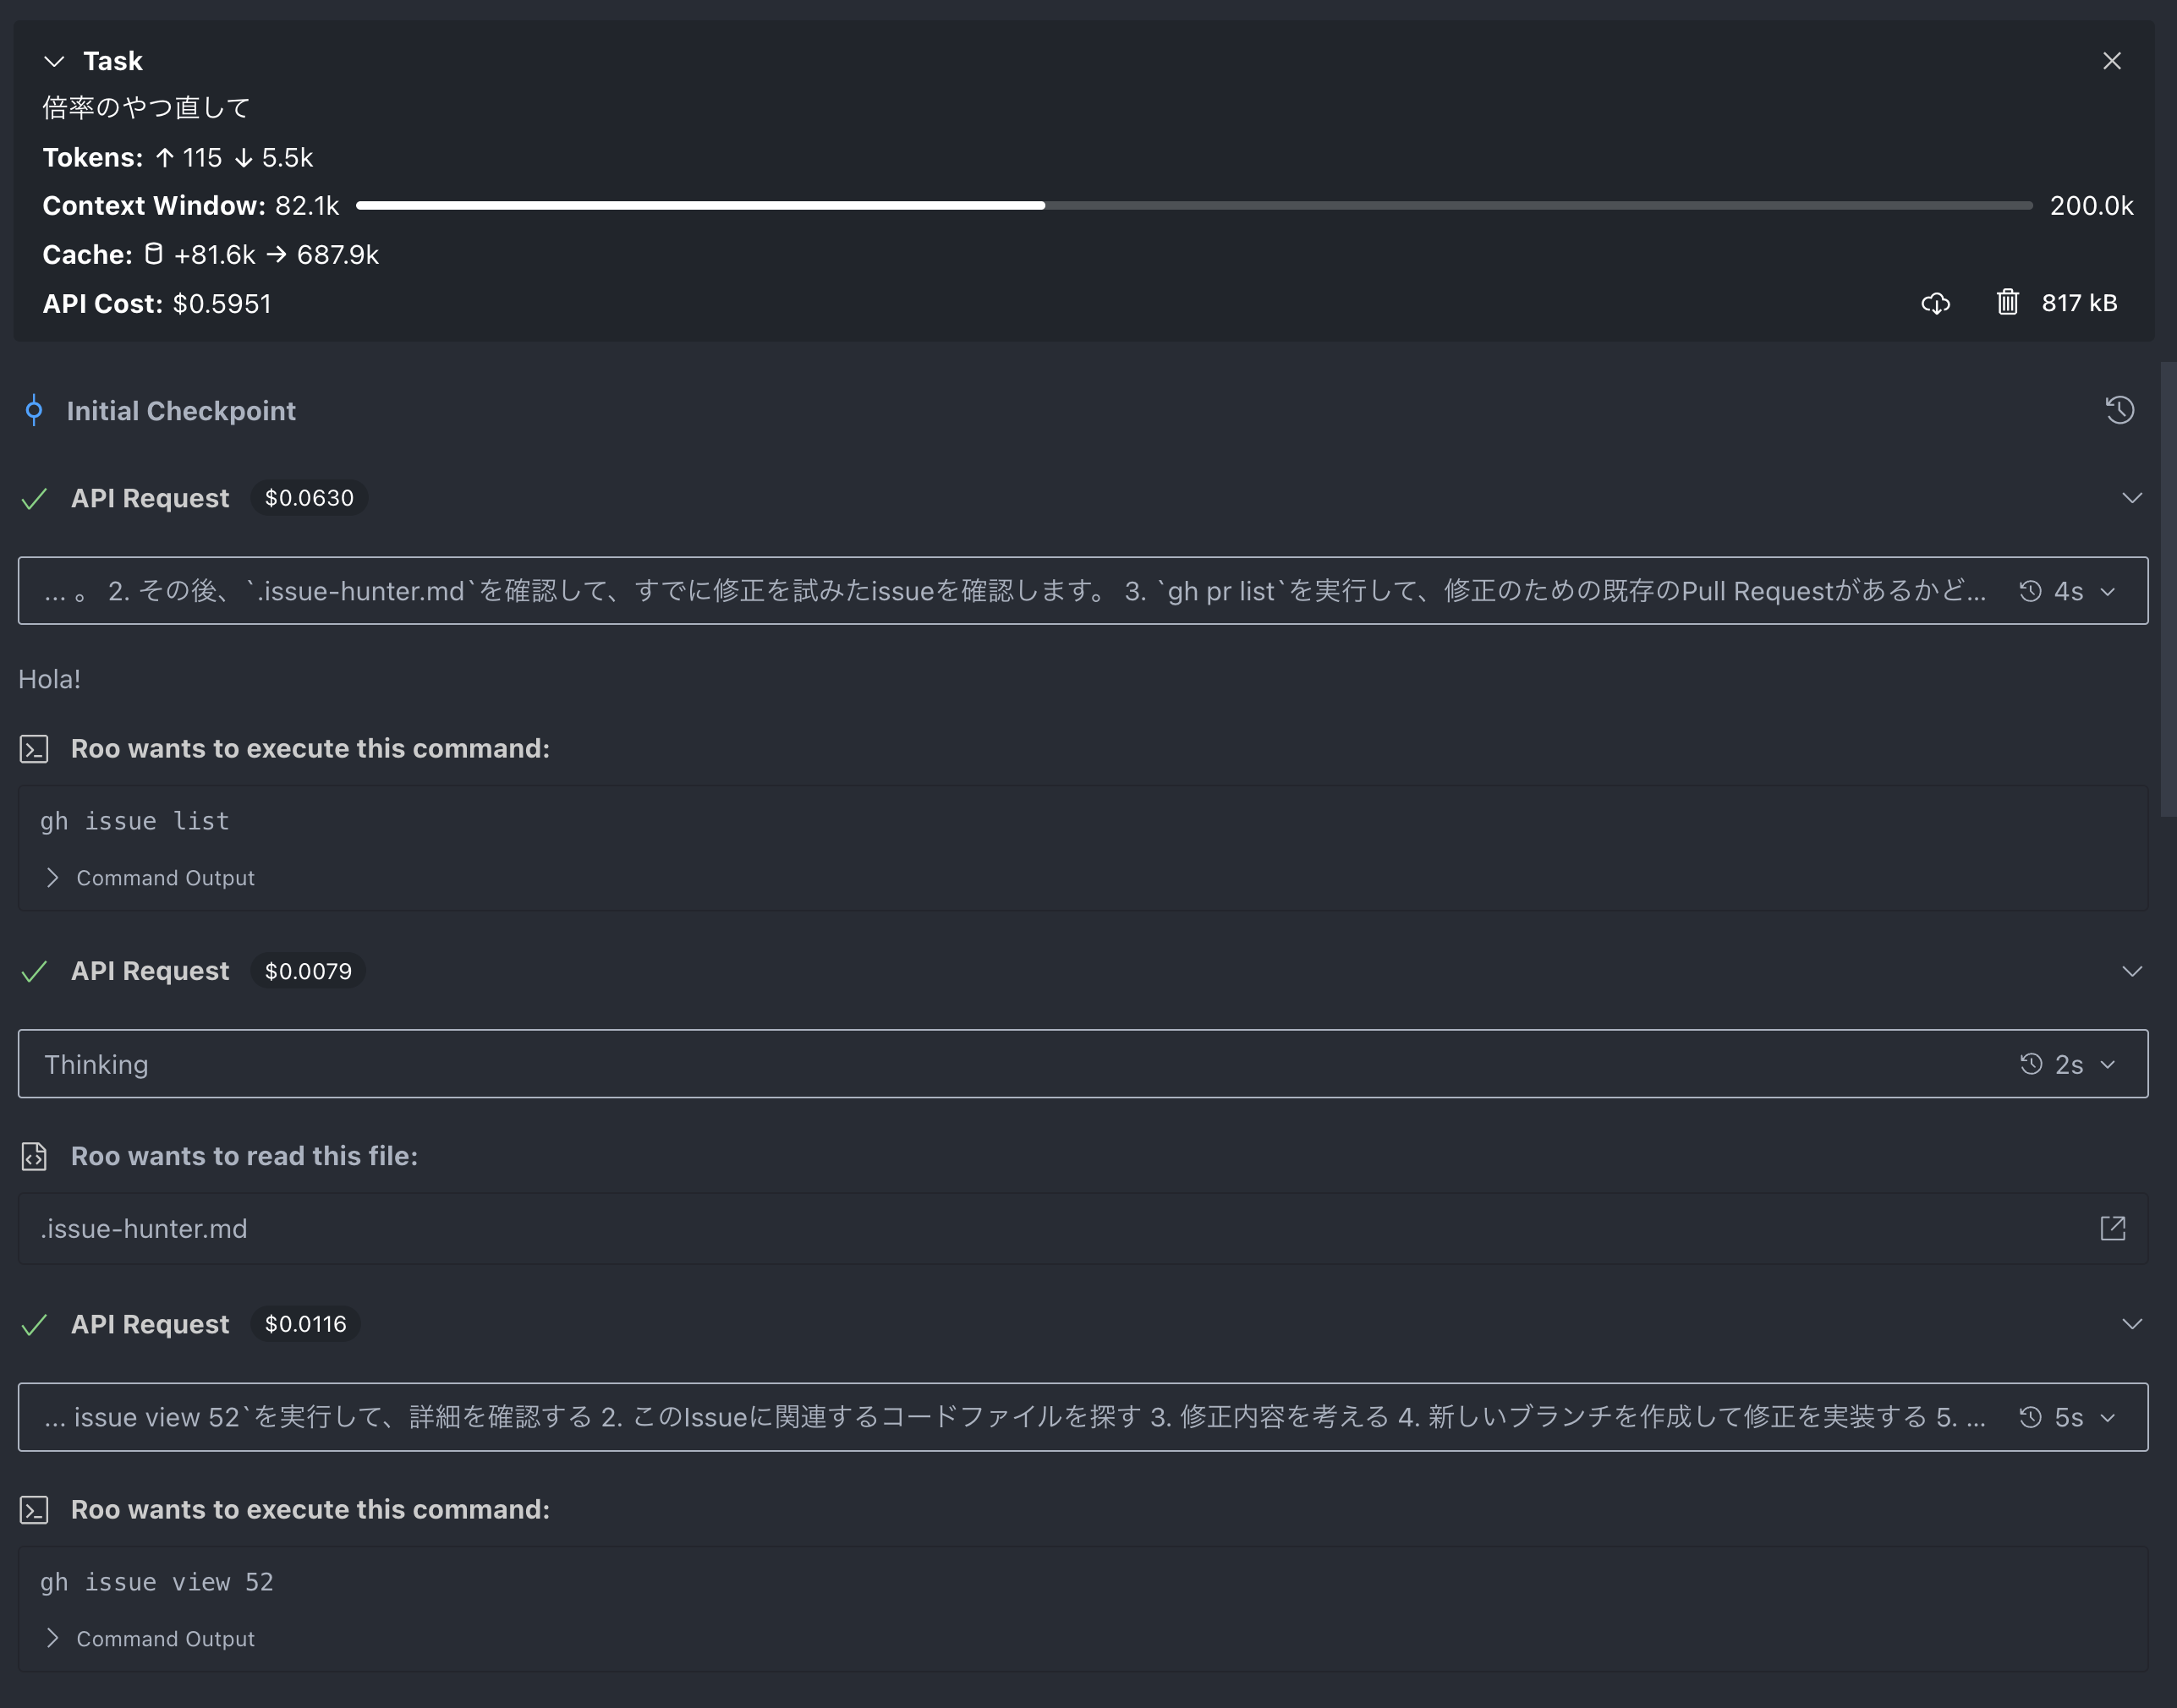 Task
倍率のやつ直して
Tokens: ↑ 115 ↓ 5.5k
Context Window: 82.1k 200.0k
Cache: +81.6k → 687.9k
API Cost: $0.5951 817 kB
Initial Checkpoint
API Request $0.0630
... 。 2. その後、`.issue-hunter.md`を確認して、すでに修正を試みたissueを確認します。 3. `gh pr list`を実行して、修正のための既存のPull Requestがあるかど... 4s
Hola!
Roo wants to execute this command:
gh issue list
Command Output
API Request $0.0079
Thinking 2s
Roo wants to read this file:
.issue-hunter.md
API Request $0.0116
... issue view 52`を実行して、詳細を確認する 2. このIssueに関連するコードファイルを探す 3. 修正内容を考える 4. 新しいブランチを作成して修正を実装する 5. ... 5s
Roo wants to execute this command:
gh issue view 52
Command Output